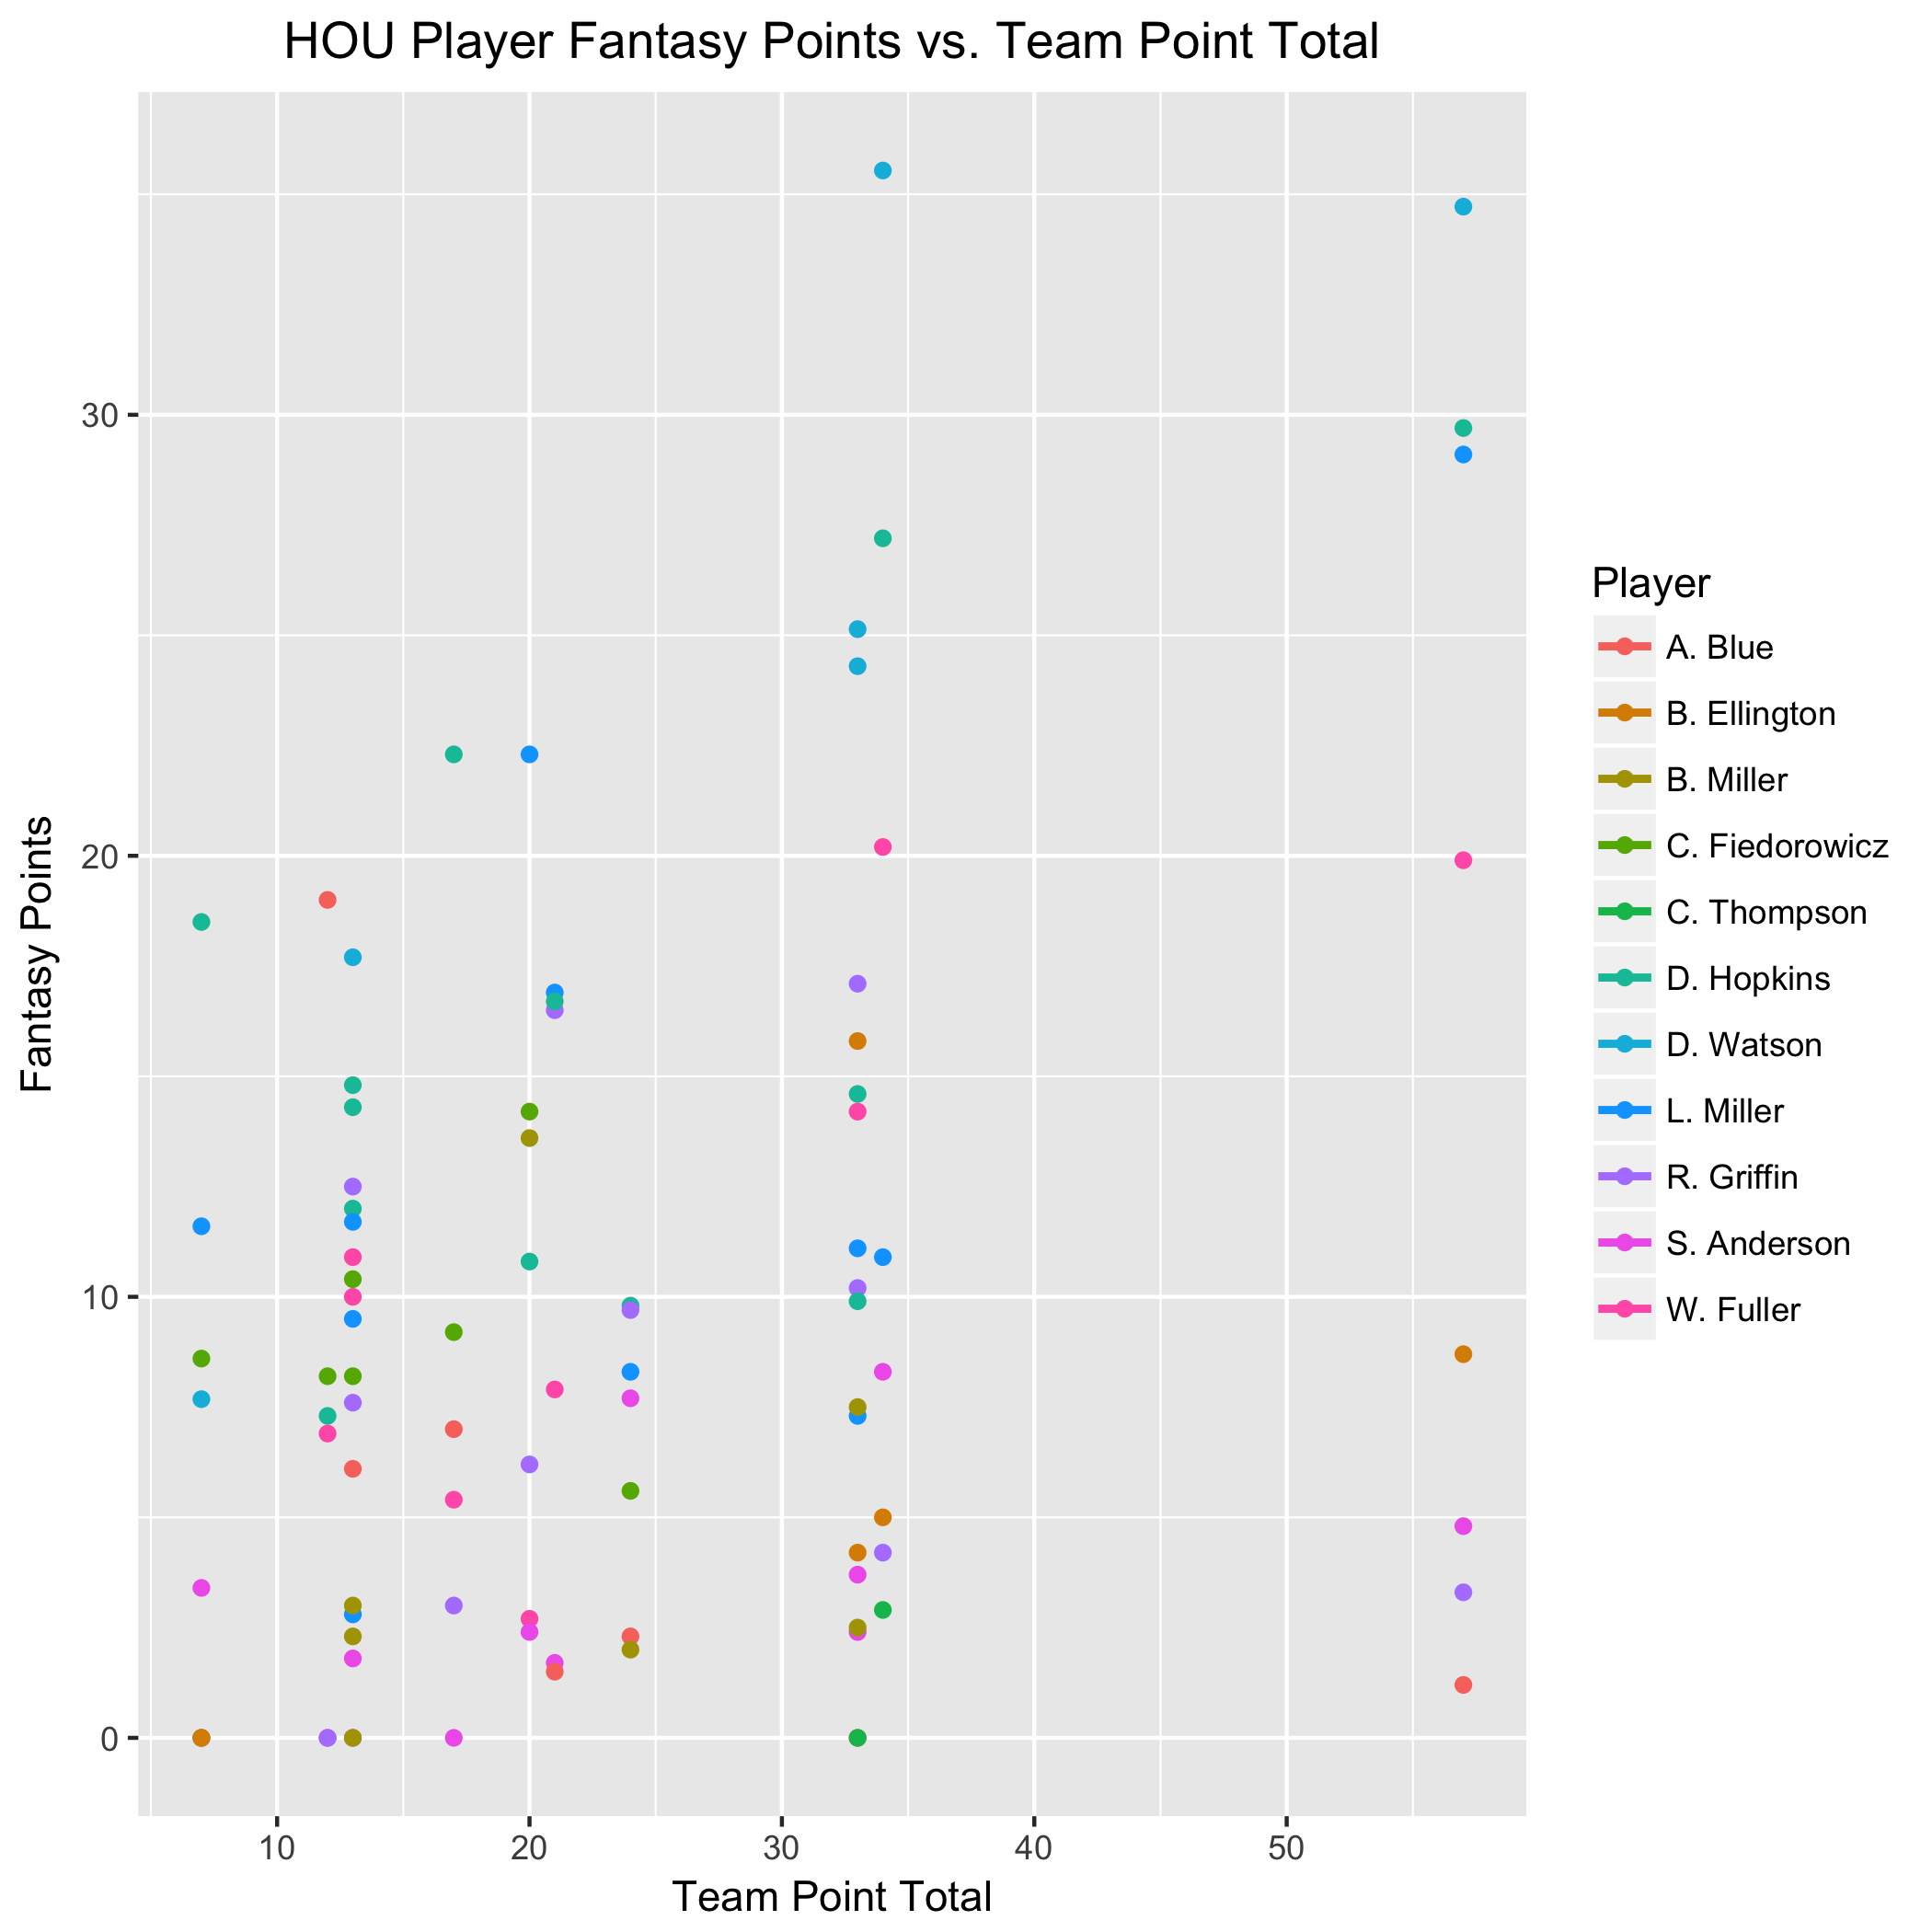 HOU Player Fantasy Points vs. Team Point Total
Fantasy Points
30
20
10
0
10 20 30 40 50
Team Point Total
Player
A. Blue
B. Ellington
B. Miller
C. Fiedorowicz
C. Thompson
D. Hopkins
D. Watson
L. Miller
R. Griffin
S. Anderson
W. Fuller